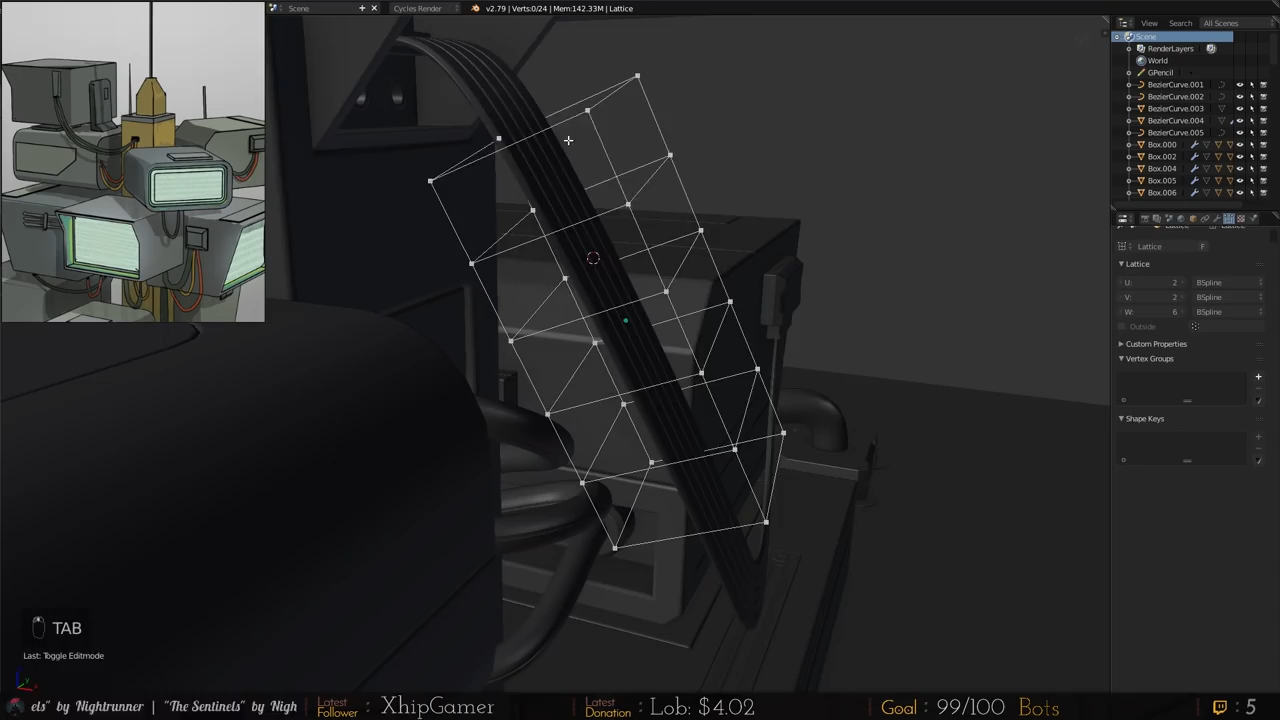 Scene
Cycles Render
v2.79 | Verts:0/24 | Mem:142.33M | Lattice
View Search All Scenes
Scene
RenderLayers
World
GPencil
BezierCurve.001
BezierCurve.002
BezierCurve.003
BezierCurve.004
BezierCurve.005
Box.000
Box.002
Box.004
Box.005
Box.006
Lattice F
Lattice
U: 2 BSpline
V: 2 BSpline
W: 6 BSpline
Outside
Custom Properties
Vertex Groups
Shape Keys
TAB
Last: Toggle Editmode
els" by Nightrunner | "The Sentinels" by Nigh
Latest Follower XhipGamer
Latest Donation Lob: $4.02
Goal: 99/100 Bots
: 5